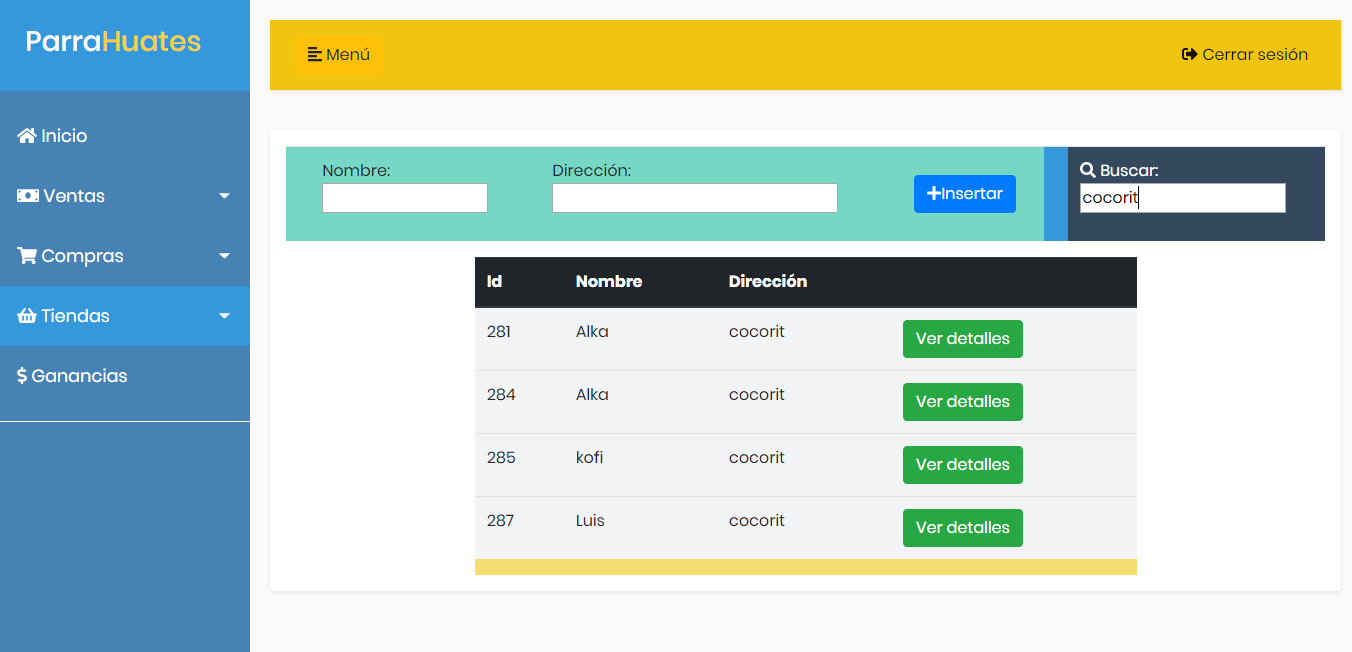 ParraHuates
Menú
Cerrar sesión
Inicio
Ventas
Compras
Tiendas
Ganancias
Nombre:
Dirección:
Insertar
Buscar:
cocorit
Id Nombre Dirección
281 Alka cocorit Ver detalles
284 Alka cocorit Ver detalles
285 kofi cocorit Ver detalles
287 Luis cocorit Ver detalles